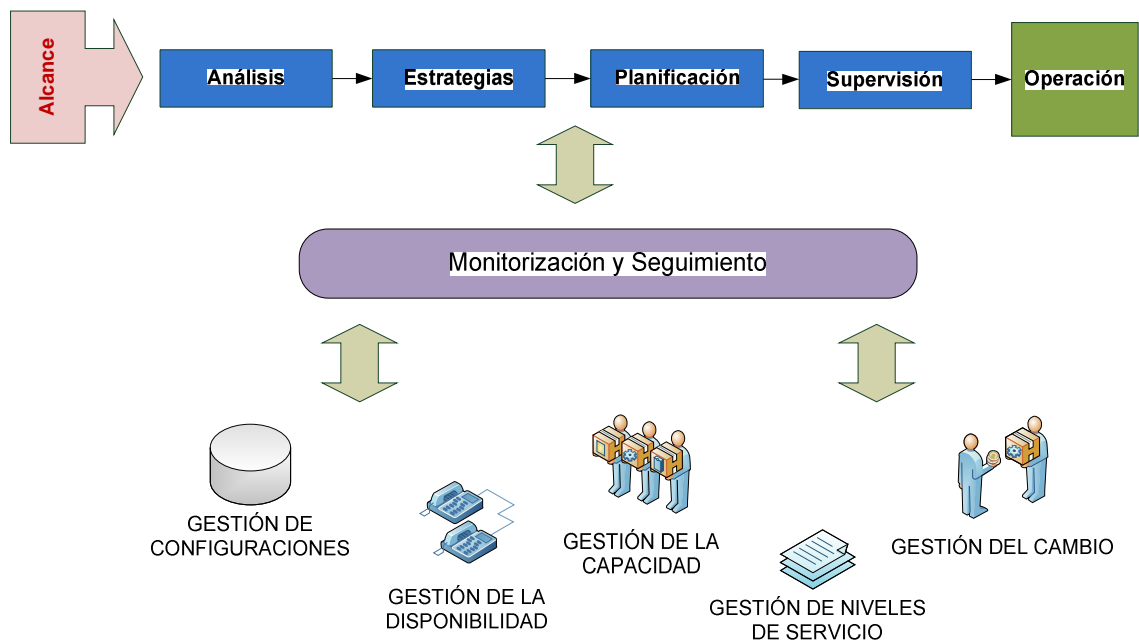 Alcance
Análisis
Estrategias
Planificación
Supervisión
Operación
Monitorización y Seguimiento
GESTIÓN DE
CONFIGURACIONES
GESTIÓN DE LA
DISPONIBILIDAD
GESTIÓN DE LA
CAPACIDAD
GESTIÓN DE NIVELES
DE SERVICIO
GESTIÓN DEL CAMBIO